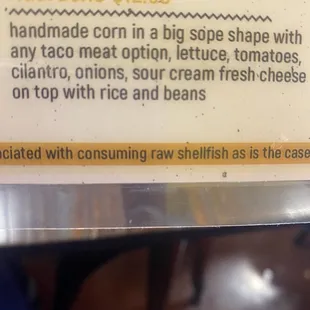 handmade corn in a big sope shape with
any taco meat option, lettuce, tomatoes,
cilantro, onions, sour cream fresh cheese
on top with rice and beans
ciated with consuming raw shellfish as is the case